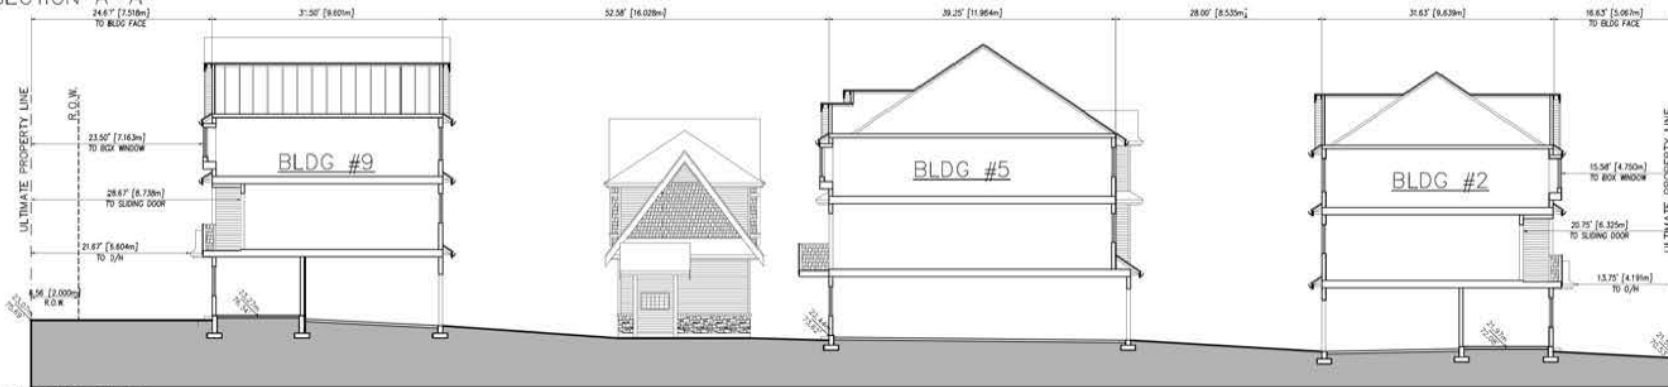 SECTION A-A
24.67' [7.518m]
TO BLDG FACE
31.50' [9.601m]
52.58' [16.028m]
39.25' [11.964m]
28.00' [8.535m]
31.63' [9.639m]
16.63' [5.067m]
TO BLDG FACE
ULTIMATE PROPERTY LINE
R.O.W.
23.50' [7.163m]
TO BOX WINDOW
BLDG #9
28.67' [8.738m]
TO SLIDING DOOR
21.67' [6.604m]
TO O/H
[2.000m]
R.O.W.
BLDG #5
BLDG #2
15.58' [4.750m]
TO BOX WINDOW
20.75' [6.325m]
TO SLIDING DOOR
13.75' [4.191m]
TO O/H
ULTIMATE PROPERTY LINE